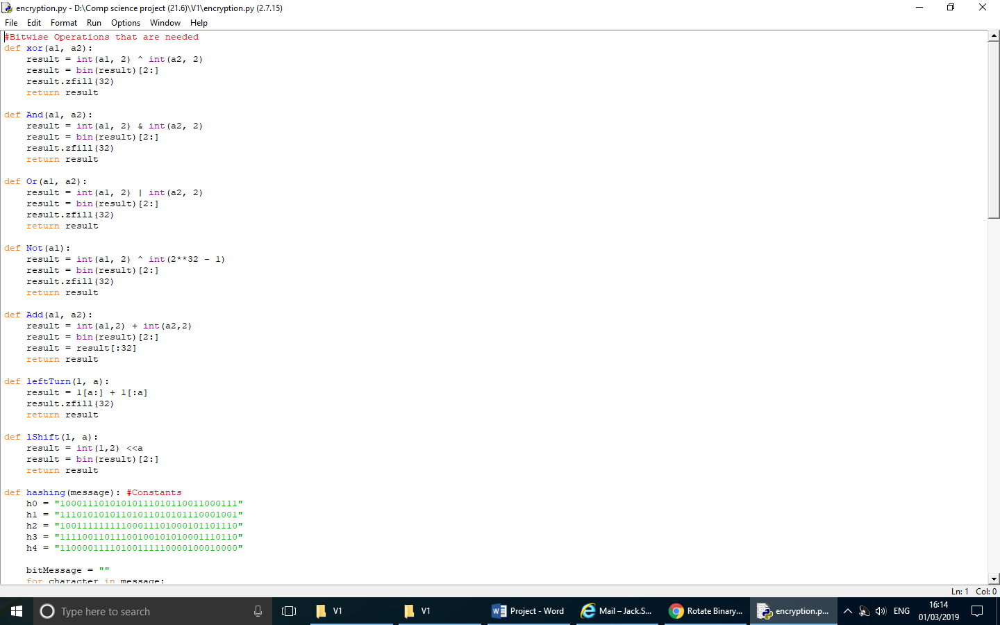 encryption.py - D:\Comp science project (21.6)\V1\encryption.py (2.7.15)
File Edit Format Run Options Window Help
#Bitwise Operations that are needed
def xor(a1, a2):
    result = int(a1, 2) ^ int(a2, 2)
    result = bin(result)[2:]
    result.zfill(32)
    return result

def And(a1, a2):
    result = int(a1, 2) & int(a2, 2)
    result = bin(result)[2:]
    result.zfill(32)
    return result

def Or(a1, a2):
    result = int(a1, 2) | int(a2, 2)
    result = bin(result)[2:]
    result.zfill(32)
    return result

def Not(a1):
    result = int(a1, 2) ^ int(2**32 - 1)
    result = bin(result)[2:]
    result.zfill(32)
    return result

def Add(a1, a2):
    result = int(a1,2) + int(a2,2)
    result = bin(result)[2:]
    result = result[:32]
    return result

def leftTurn(l, a):
    result = l[a:] + l[:a]
    result.zfill(32)
    return result

def lShift(l, a):
    result = int(l,2) <<a
    result = bin(result)[2:]
    return result

def hashing(message): #Constants
    h0 = "10001110101010111010110011000111"
    h1 = "11101010101101011010101110001001"
    h2 = "10011111111100011101000101101110"
    h3 = "11110011011100100101010001110110"
    h4 = "11000011110100111110000100010000"

    bitMessage = ""
    for character in message:
Ln: 1 Col: 0
Type here to search
V1
V1
Project - Word
Mail – Jack.S...
Rotate Binary...
encryption.p...
ENG
16:14
01/03/2019